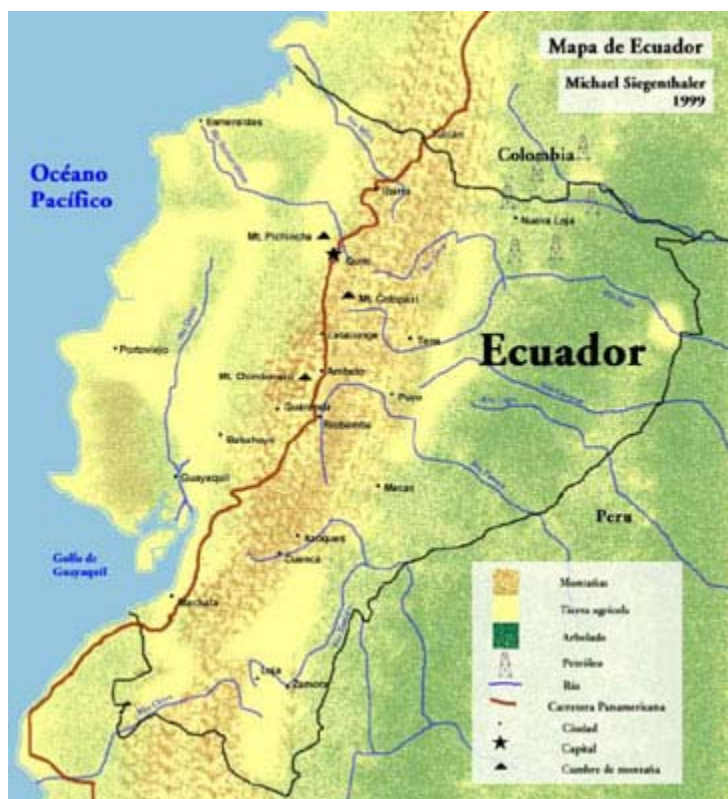 Mapa de Ecuador
Michael Siegenthaler
1999
Océano
Pacífico
Esmeraldas
Tulcán
Colombia
Ibarra
Nueva Loja
Mt. Pichincha
Quito
Mt. Cotopaxi
Latacunga
Tena
Ecuador
Portoviejo
Mt. Chimborazo
Ambato
Puyo
Guaranda
Riobamba
Babahoyo
Guayaquil
Macas
Peru
Golfo de
Guayaquil
Azogues
Cuenca
Machala
Loja
Zamora
Montañas
Tierra agrícola
Arbolado
Petróleo
Río
Carretera Panamericana
Ciudad
Capital
Cumbre de montaña